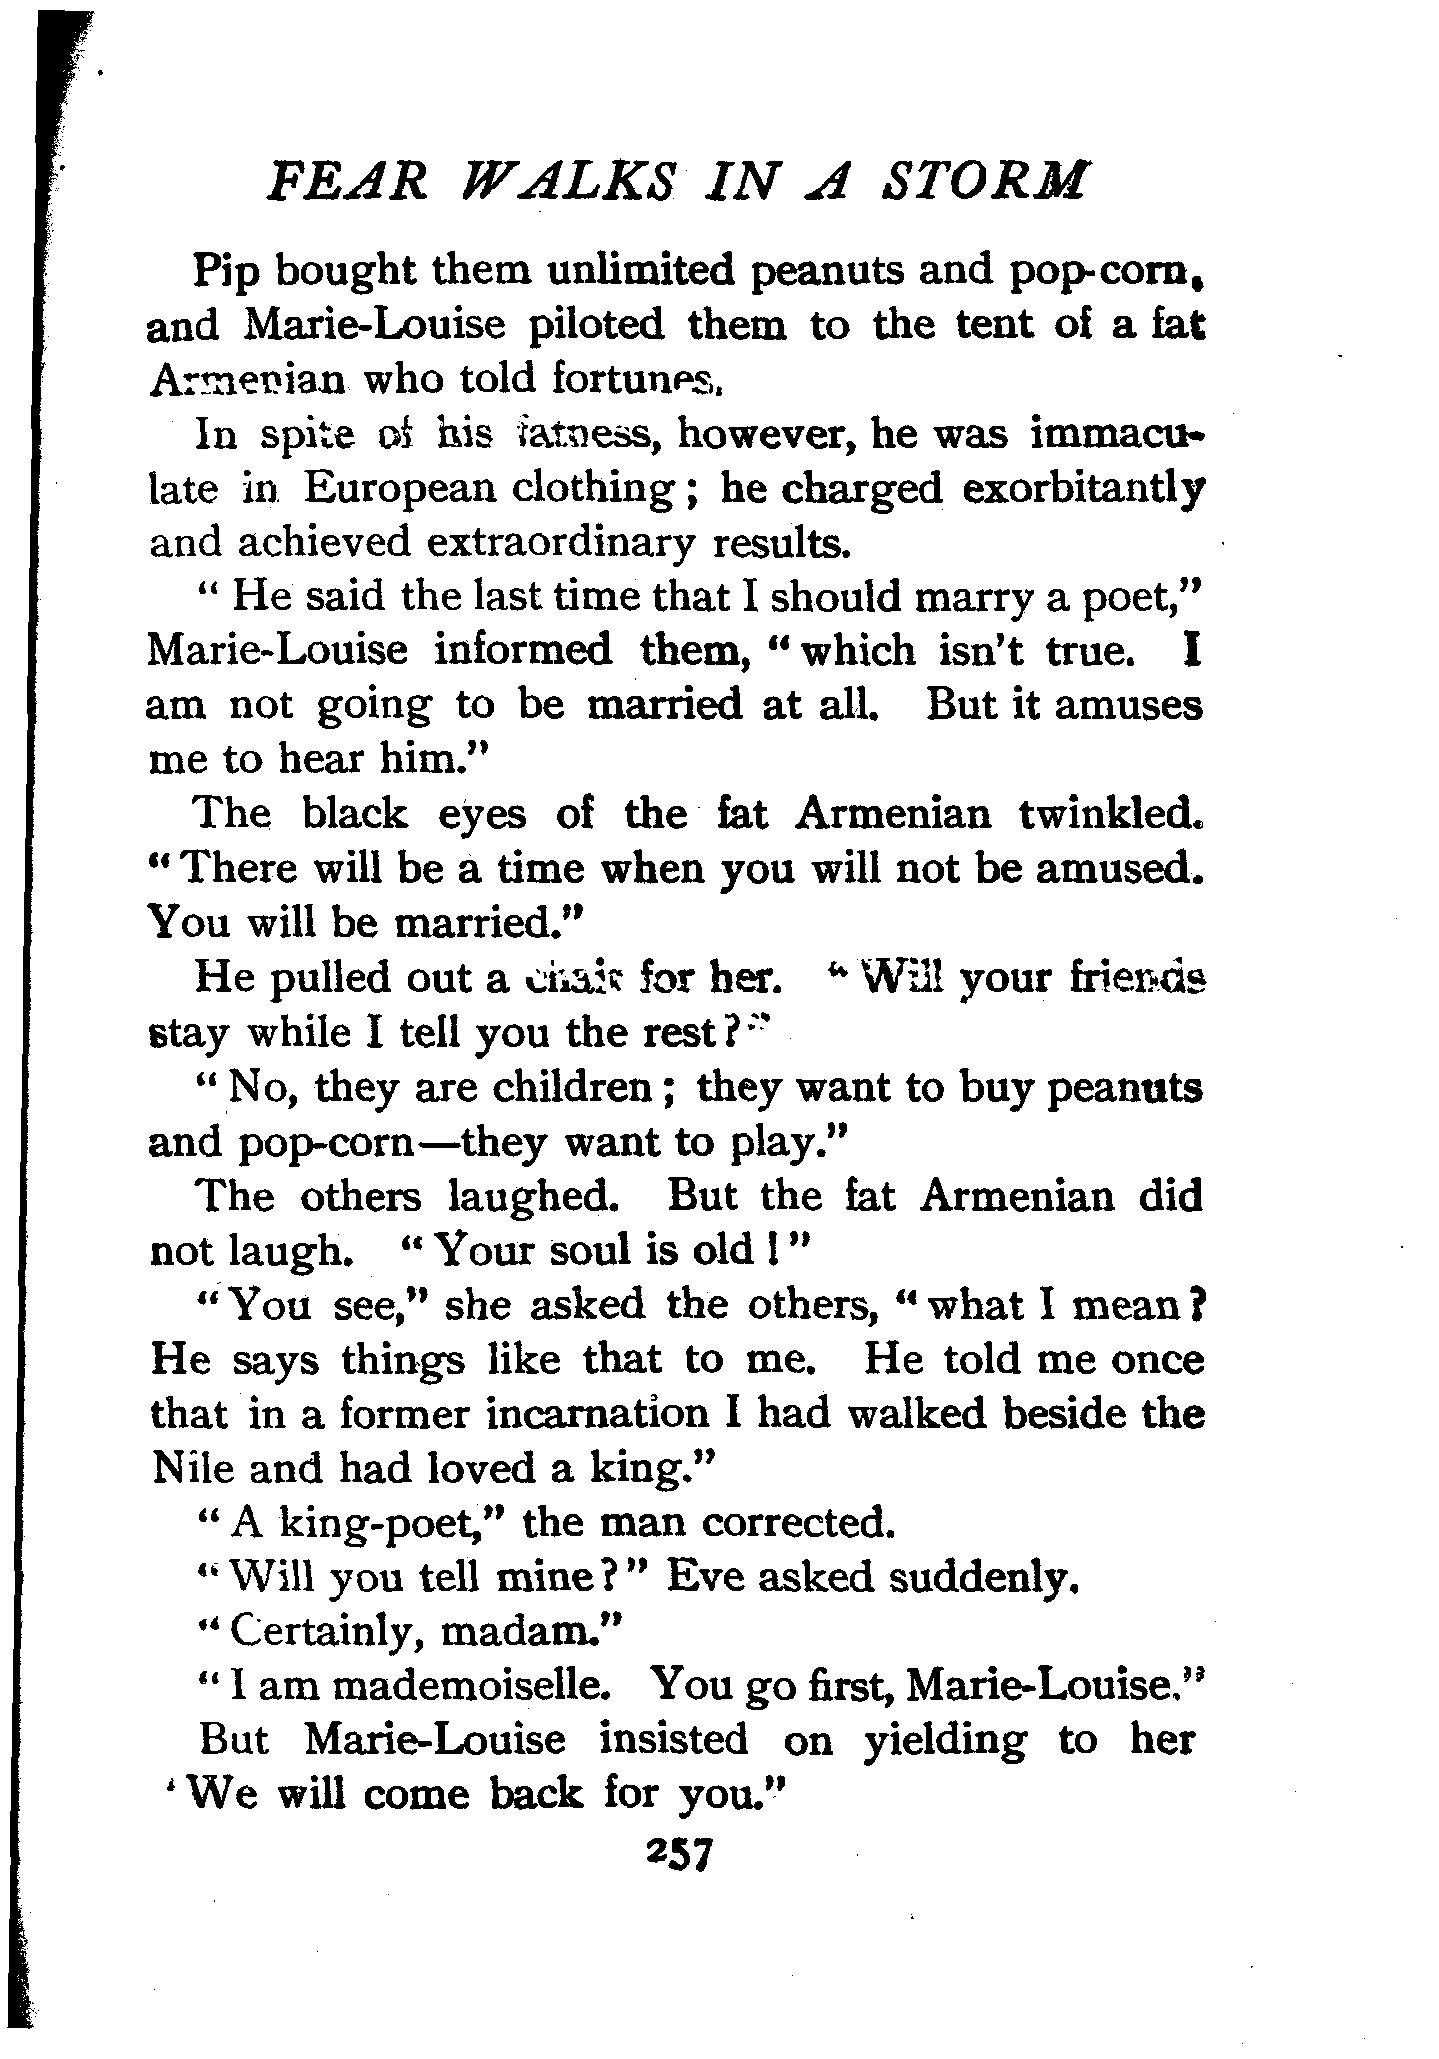 FEAR WALKS IN A STORM
Pip bought them unlimited peanuts and pop-corn,
and Marie-Louise piloted them to the tent of a fat
Armenian who told fortunes.
In spite of his fatness, however, he was immacu-
late in European clothing; he charged exorbitantly
and achieved extraordinary results.
“ He said the last time that I should marry a poet,”
Marie-Louise informed them, “ which isn't true. I
am not going to be married at all. But it amuses
me to hear him.”
The black eyes of the fat Armenian twinkled.
“ There will be a time when you will not be amused.
You will be married.”
He pulled out a chair for her. “ Will your friends
stay while I tell you the rest?”
“ No, they are children; they want to buy peanuts
and pop-corn—they want to play.”
The others laughed. But the fat Armenian did
not laugh. “ Your soul is old!”
“ You see,” she asked the others, “ what I mean?
He says things like that to me. He told me once
that in a former incarnation I had walked beside the
Nile and had loved a king.”
“ A king-poet,” the man corrected.
“ Will you tell mine?” Eve asked suddenly.
“ Certainly, madam.”
“ I am mademoiselle. You go first, Marie-Louise.”
But Marie-Louise insisted on yielding to her
‘ We will come back for you.”
257